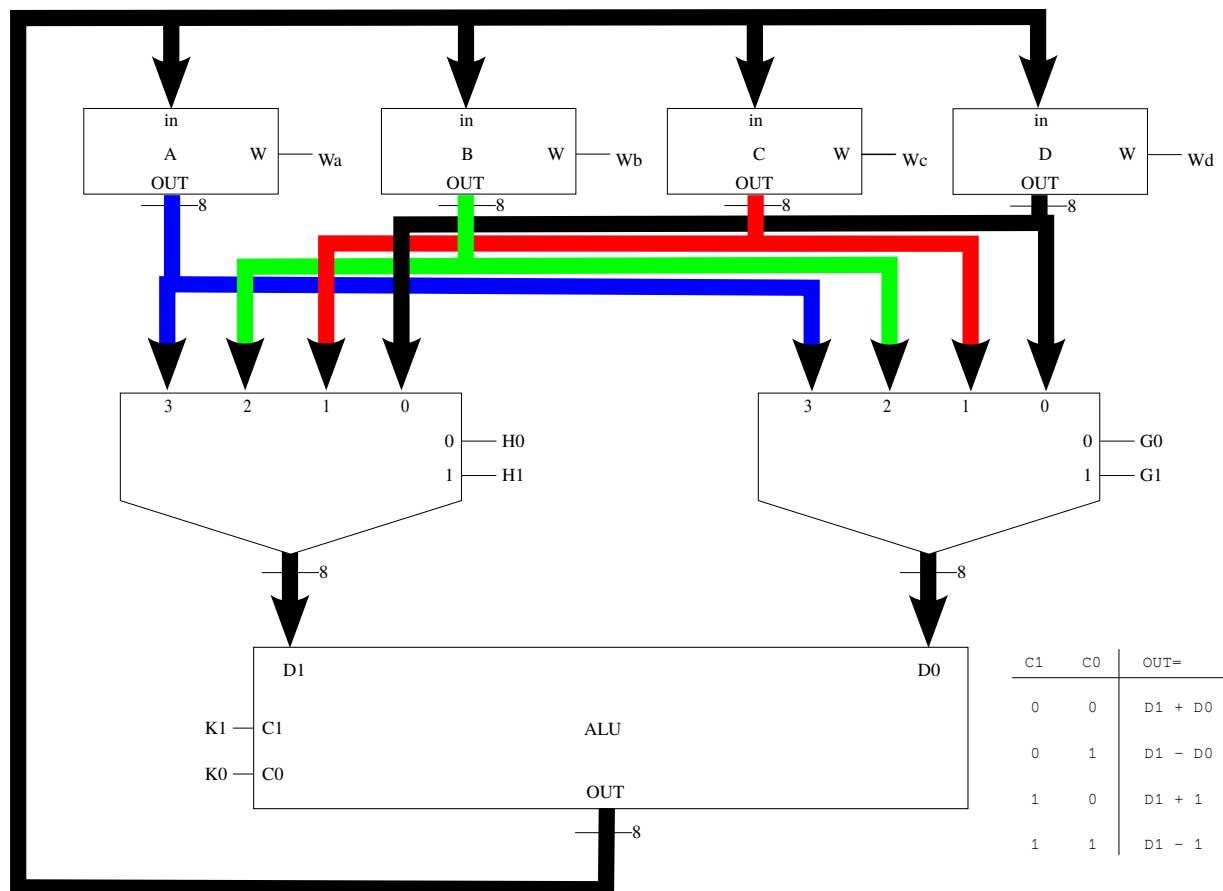 in in in in
A W Wa B W Wb C W Wc D W Wd
OUT OUT OUT OUT
8 8 8 8
3 2 1 0 3 2 1 0
0 H0 0 G0
1 H1 1 G1
8 8
D1 D0
C1 C0 OUT=
0 0 D1 + D0
K1 C1 ALU
0 1 D1 - D0
K0 C0
OUT
1 0 D1 + 1
8
1 1 D1 - 1